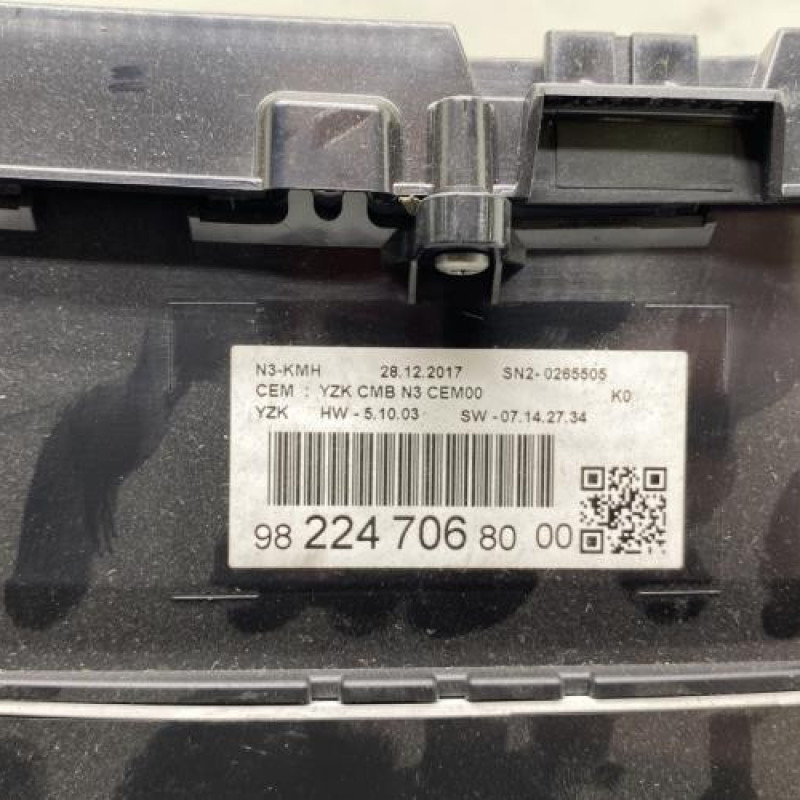 N3-KMH 28.12.2017 SN2-0265505
CEM : YZK CMB N3 CEM00 K0
YZK HW - 5.10.03 SW -07.14.27.34
98 224 706 80 00